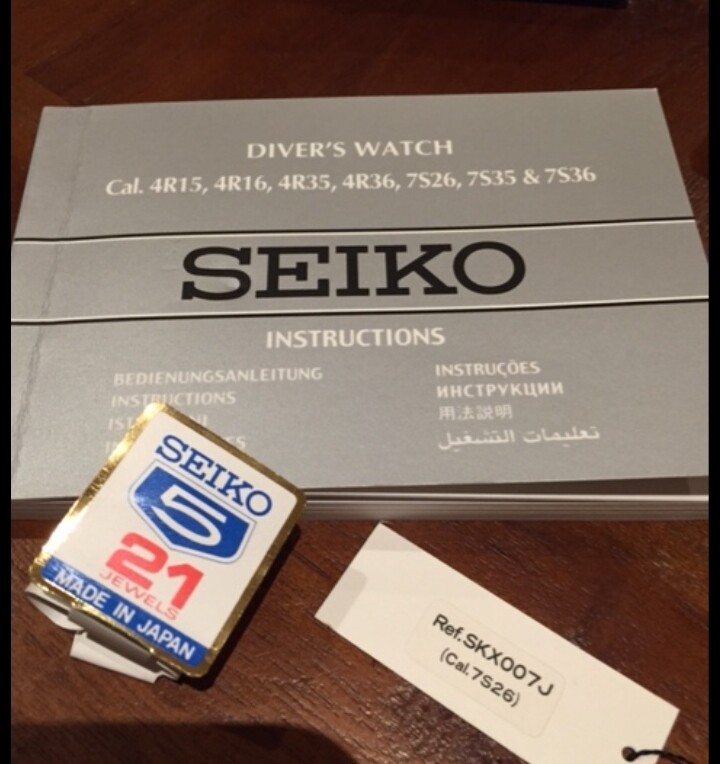 DIVER'S WATCH
Cal. 4R15, 4R16, 4R35, 4R36, 7S26, 7S35 & 7S36
SEIKO
INSTRUCTIONS
BEDIENUNGSANLEITUNG
INSTRUCTIONS
INSTRUÇÕES
ИНСТРУКЦИИ
用法説明
تعليمات التشغيل
SEIKO
5
21
JEWELS
MADE IN JAPAN
Ref.SKX007J
(Cal.7S26)